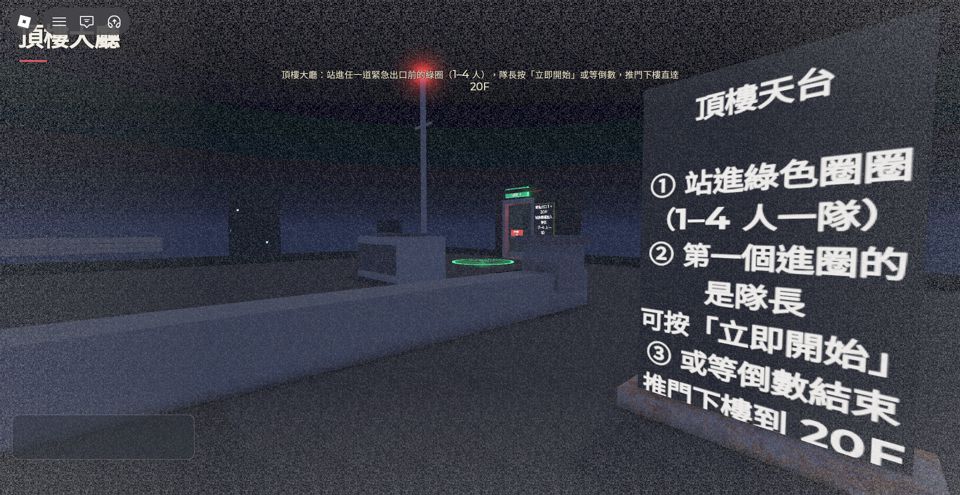 頂樓大廳
頂樓大廳：站進任一道緊急出口前的綠圈（1–4 人），隊長按「立即開始」或等倒數，推門下樓直達
20F
頂樓天台
① 站進綠色圈圈
（1–4 人一隊）
② 第一個進圈的
是隊長
可按「立即開始」
③ 或等倒數結束
推門下樓到 20F